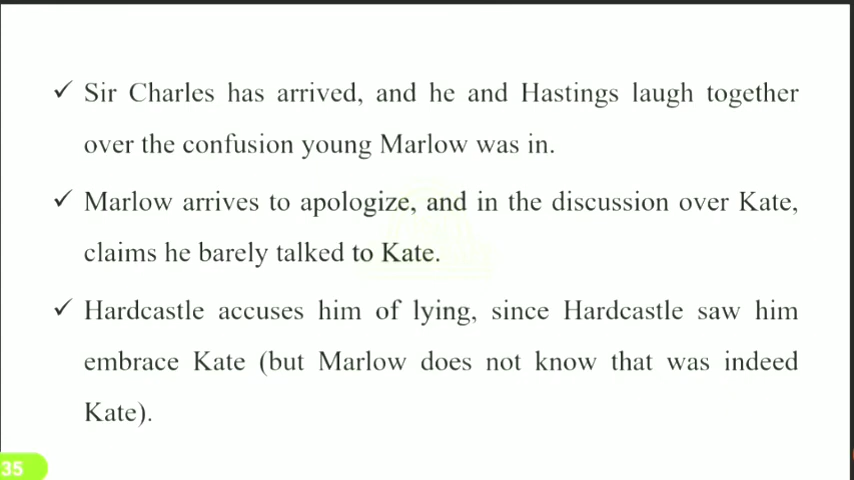 ✓ Sir Charles has arrived, and he and Hastings laugh together
over the confusion young Marlow was in.
✓ Marlow arrives to apologize, and in the discussion over Kate,
claims he barely talked to Kate.
✓ Hardcastle accuses him of lying, since Hardcastle saw him
embrace Kate (but Marlow does not know that was indeed
Kate).
35